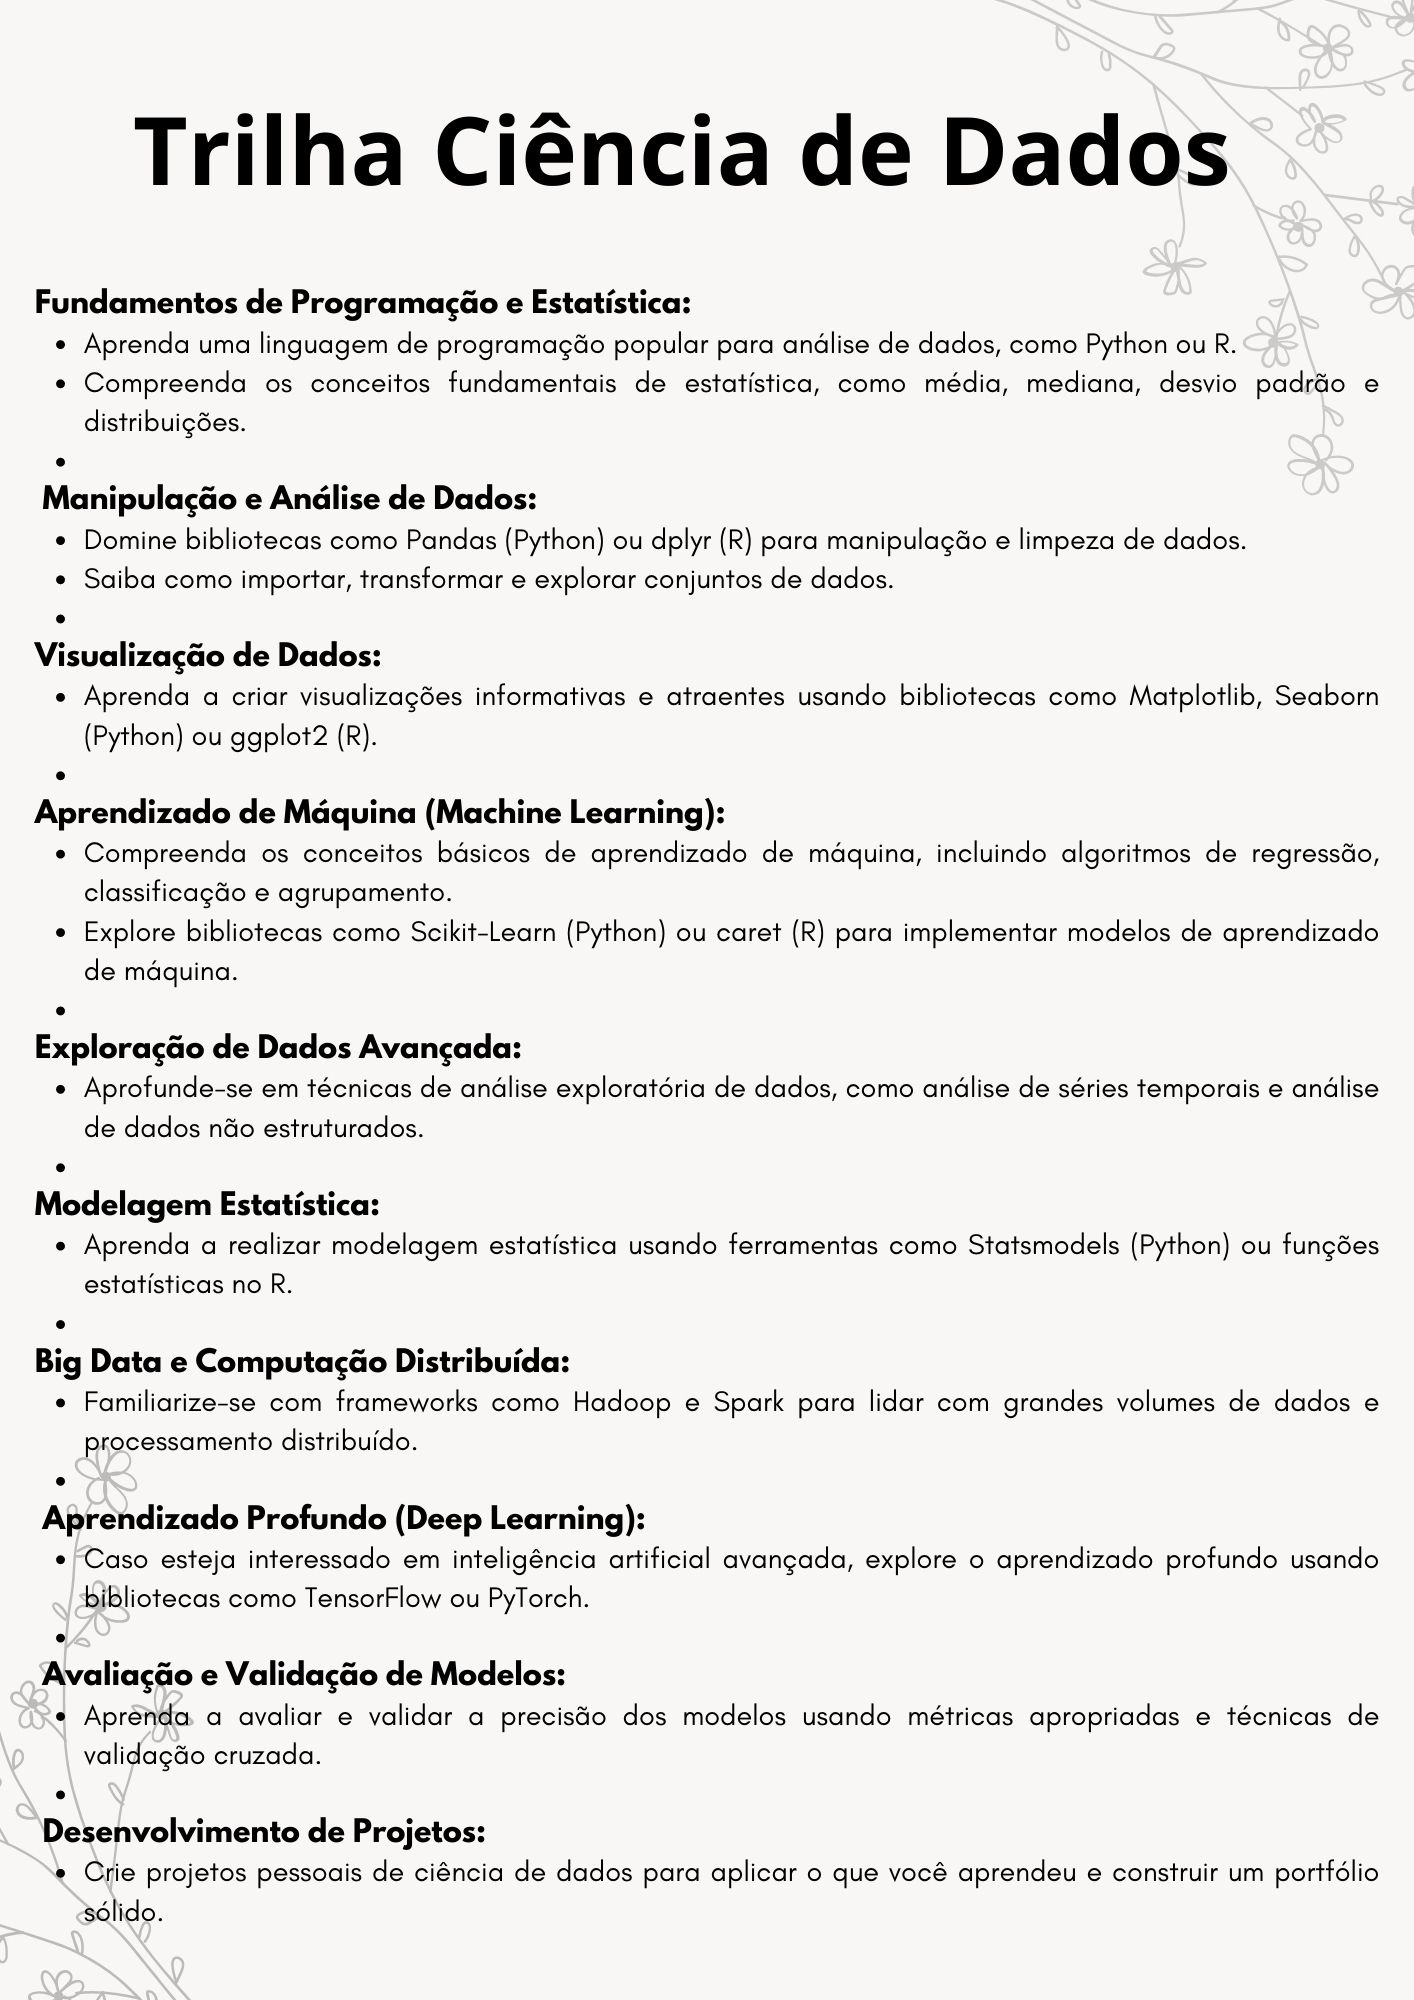 Trilha Ciência de Dados
Fundamentos de Programação e Estatística:
• Aprenda uma linguagem de programação popular para análise de dados, como Python ou R.
• Compreenda os conceitos fundamentais de estatística, como média, mediana, desvio padrão e
distribuições.
•
Manipulação e Análise de Dados:
• Domine bibliotecas como Pandas (Python) ou dplyr (R) para manipulação e limpeza de dados.
• Saiba como importar, transformar e explorar conjuntos de dados.
•
Visualização de Dados:
• Aprenda a criar visualizações informativas e atraentes usando bibliotecas como Matplotlib, Seaborn
(Python) ou ggplot2 (R).
•
Aprendizado de Máquina (Machine Learning):
• Compreenda os conceitos básicos de aprendizado de máquina, incluindo algoritmos de regressão,
classificação e agrupamento.
• Explore bibliotecas como Scikit-Learn (Python) ou caret (R) para implementar modelos de aprendizado
de máquina.
•
Exploração de Dados Avançada:
• Aprofunde-se em técnicas de análise exploratória de dados, como análise de séries temporais e análise
de dados não estruturados.
•
Modelagem Estatística:
• Aprenda a realizar modelagem estatística usando ferramentas como Statsmodels (Python) ou funções
estatísticas no R.
•
Big Data e Computação Distribuída:
• Familiarize-se com frameworks como Hadoop e Spark para lidar com grandes volumes de dados e
processamento distribuído.
•
Aprendizado Profundo (Deep Learning):
• Caso esteja interessado em inteligência artificial avançada, explore o aprendizado profundo usando
bibliotecas como TensorFlow ou PyTorch.
•
Avaliação e Validação de Modelos:
• Aprenda a avaliar e validar a precisão dos modelos usando métricas apropriadas e técnicas de
validação cruzada.
•
Desenvolvimento de Projetos:
• Crie projetos pessoais de ciência de dados para aplicar o que você aprendeu e construir um portfólio
sólido.